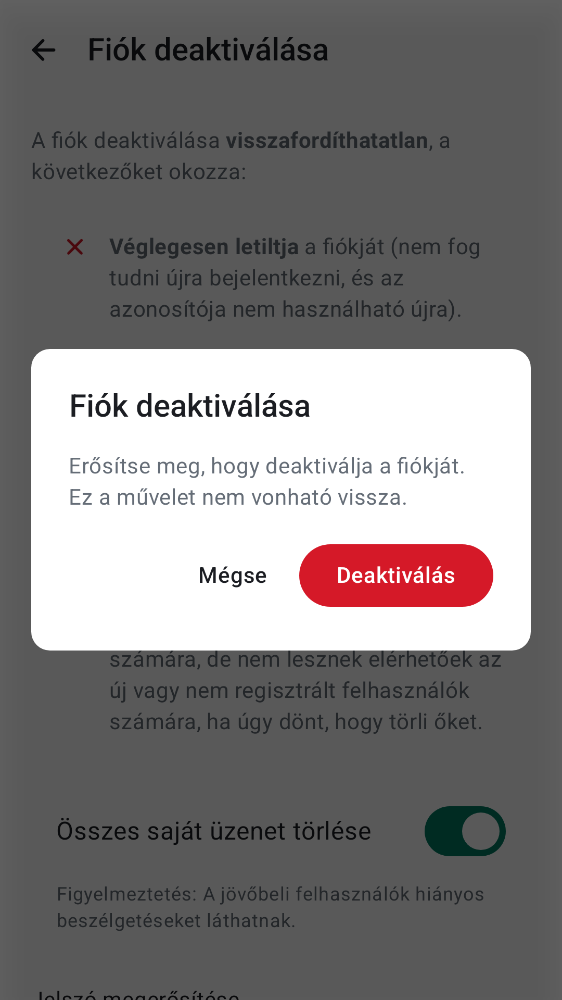 Fiók deaktiválása
A fiók deaktiválása visszafordíthatatlan, a
következőket okozza:
Véglegesen letiltja a fiókját (nem fog
tudni újra bejelentkezni, és az
azonosítója nem használható újra).
Fiók deaktiválása
Erősítse meg, hogy deaktiválja a fiókját.
Ez a művelet nem vonható vissza.
Mégse Deaktiválás
számára, de nem lesznek elérhetőek az
új vagy nem regisztrált felhasználók
számára, ha úgy dönt, hogy törli őket.
Összes saját üzenet törlése
Figyelmeztetés: A jövőbeli felhasználók hiányos
beszélgetéseket láthatnak.
Jelszó megerősítése